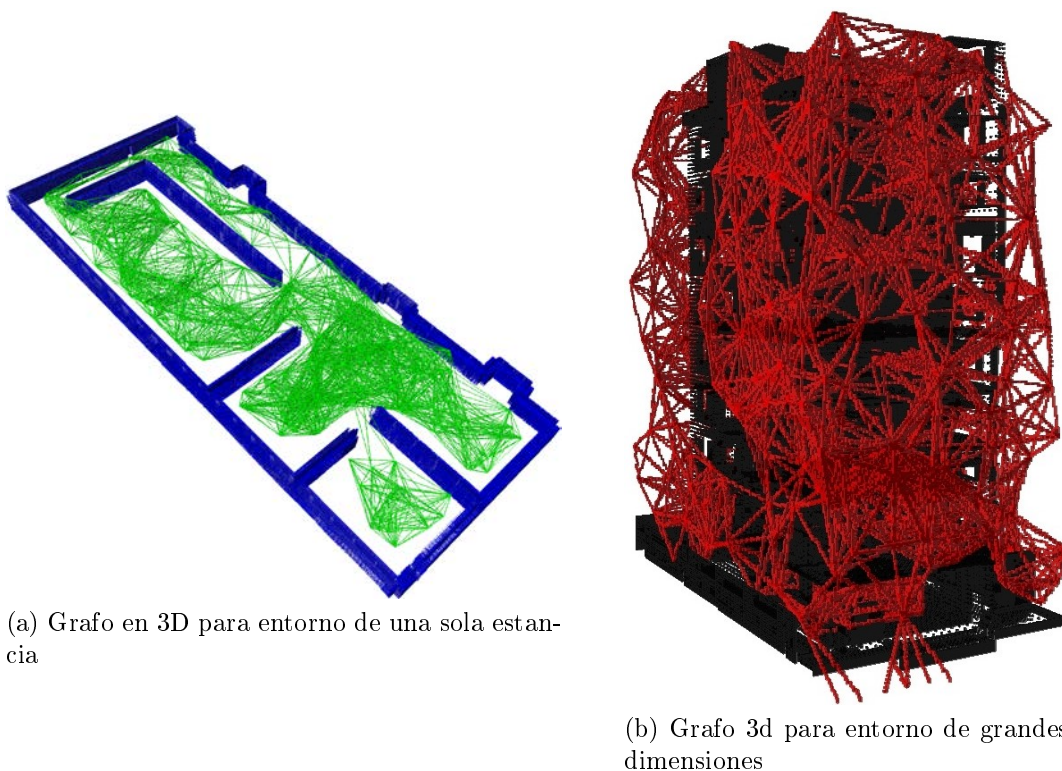 (a) Grafo en 3D para entorno de una sola estan-
cia
(b) Grafo 3d para entorno de grandes
dimensiones